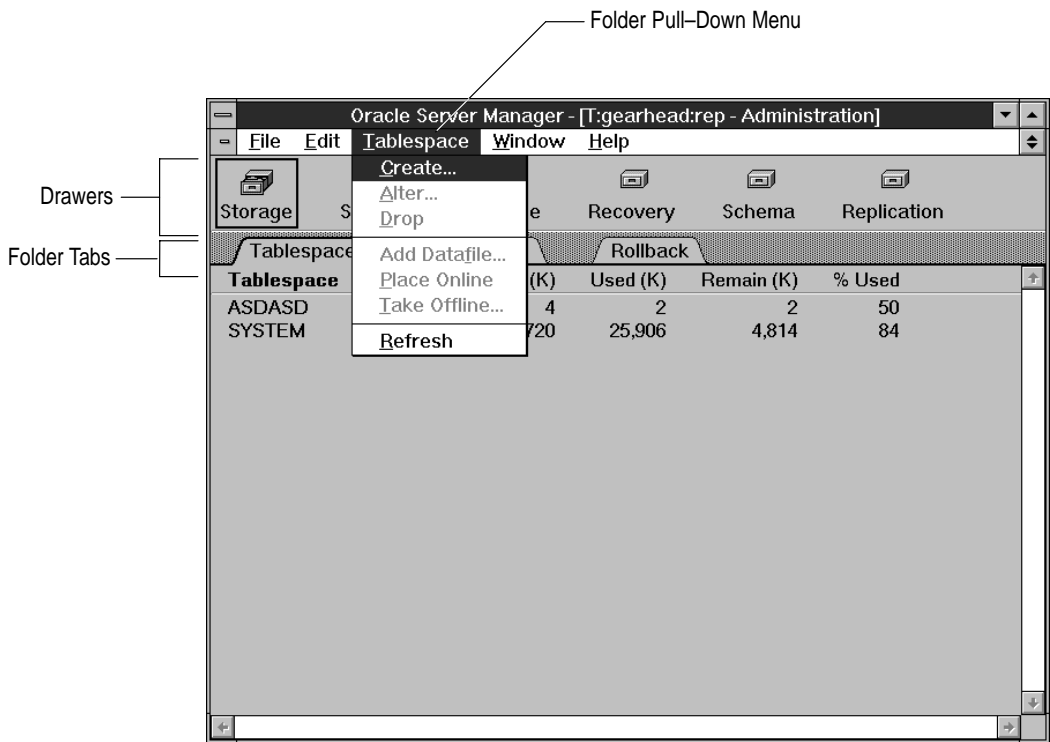 Folder Pull–Down Menu
Oracle Server Manager - [T:gearhead:rep - Administration]
File Edit Tablespace Window Help
Drawers
Storage S e Recovery Schema Replication
Create...
Alter...
Drop
Add Datafile...
Place Online
Take Offline...
Refresh
Folder Tabs
Tablespace Rollback
Tablespace (K) Used (K) Remain (K) % Used
ASDASD 4 2 2 50
SYSTEM 720 25,906 4,814 84